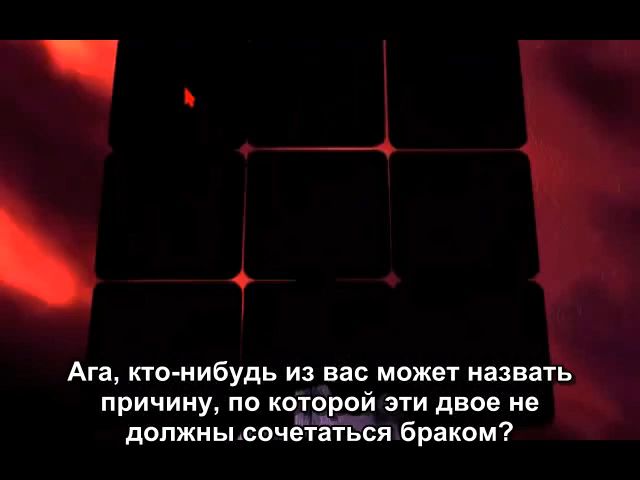 Ага, кто-нибудь из вас может назвать
причину, по которой эти двое не
должны сочетаться браком?